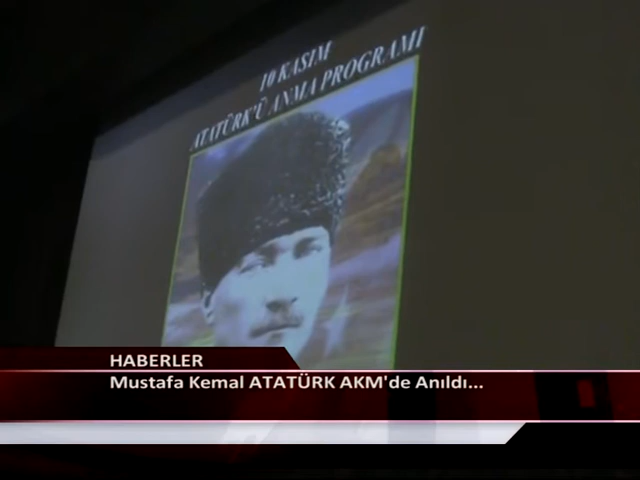 10 KASIM
ATATÜRK'Ü ANMA PROGRAMI
HABERLER
Mustafa Kemal ATATÜRK AKM'de Anıldı...